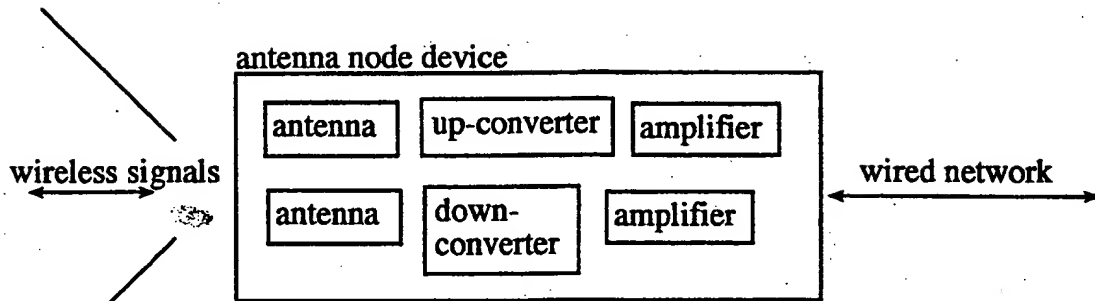 antenna node device
antenna up-converter amplifier
wireless signals
wired network
antenna down-
converter amplifier